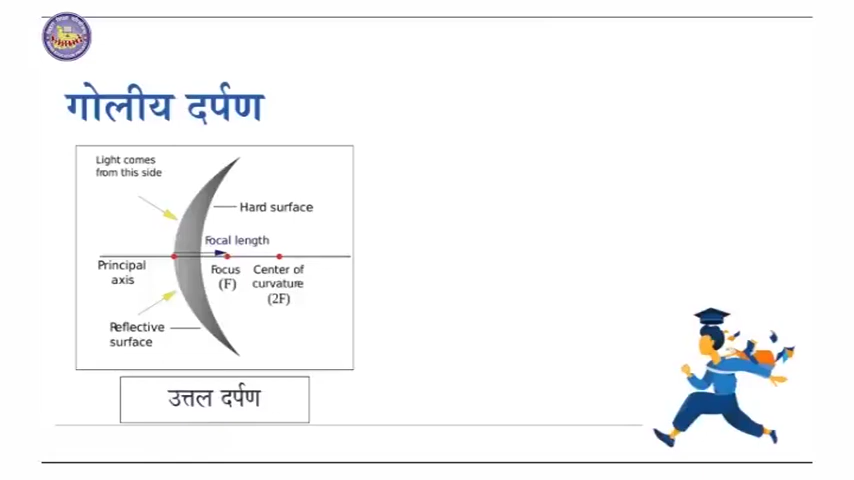 गोलीय दर्पण
Light comes
from this side
Hard surface
Focal length
Principal
axis
Focus
(F)
Center of
curvature
(2F)
Reflective
surface
उत्तल दर्पण